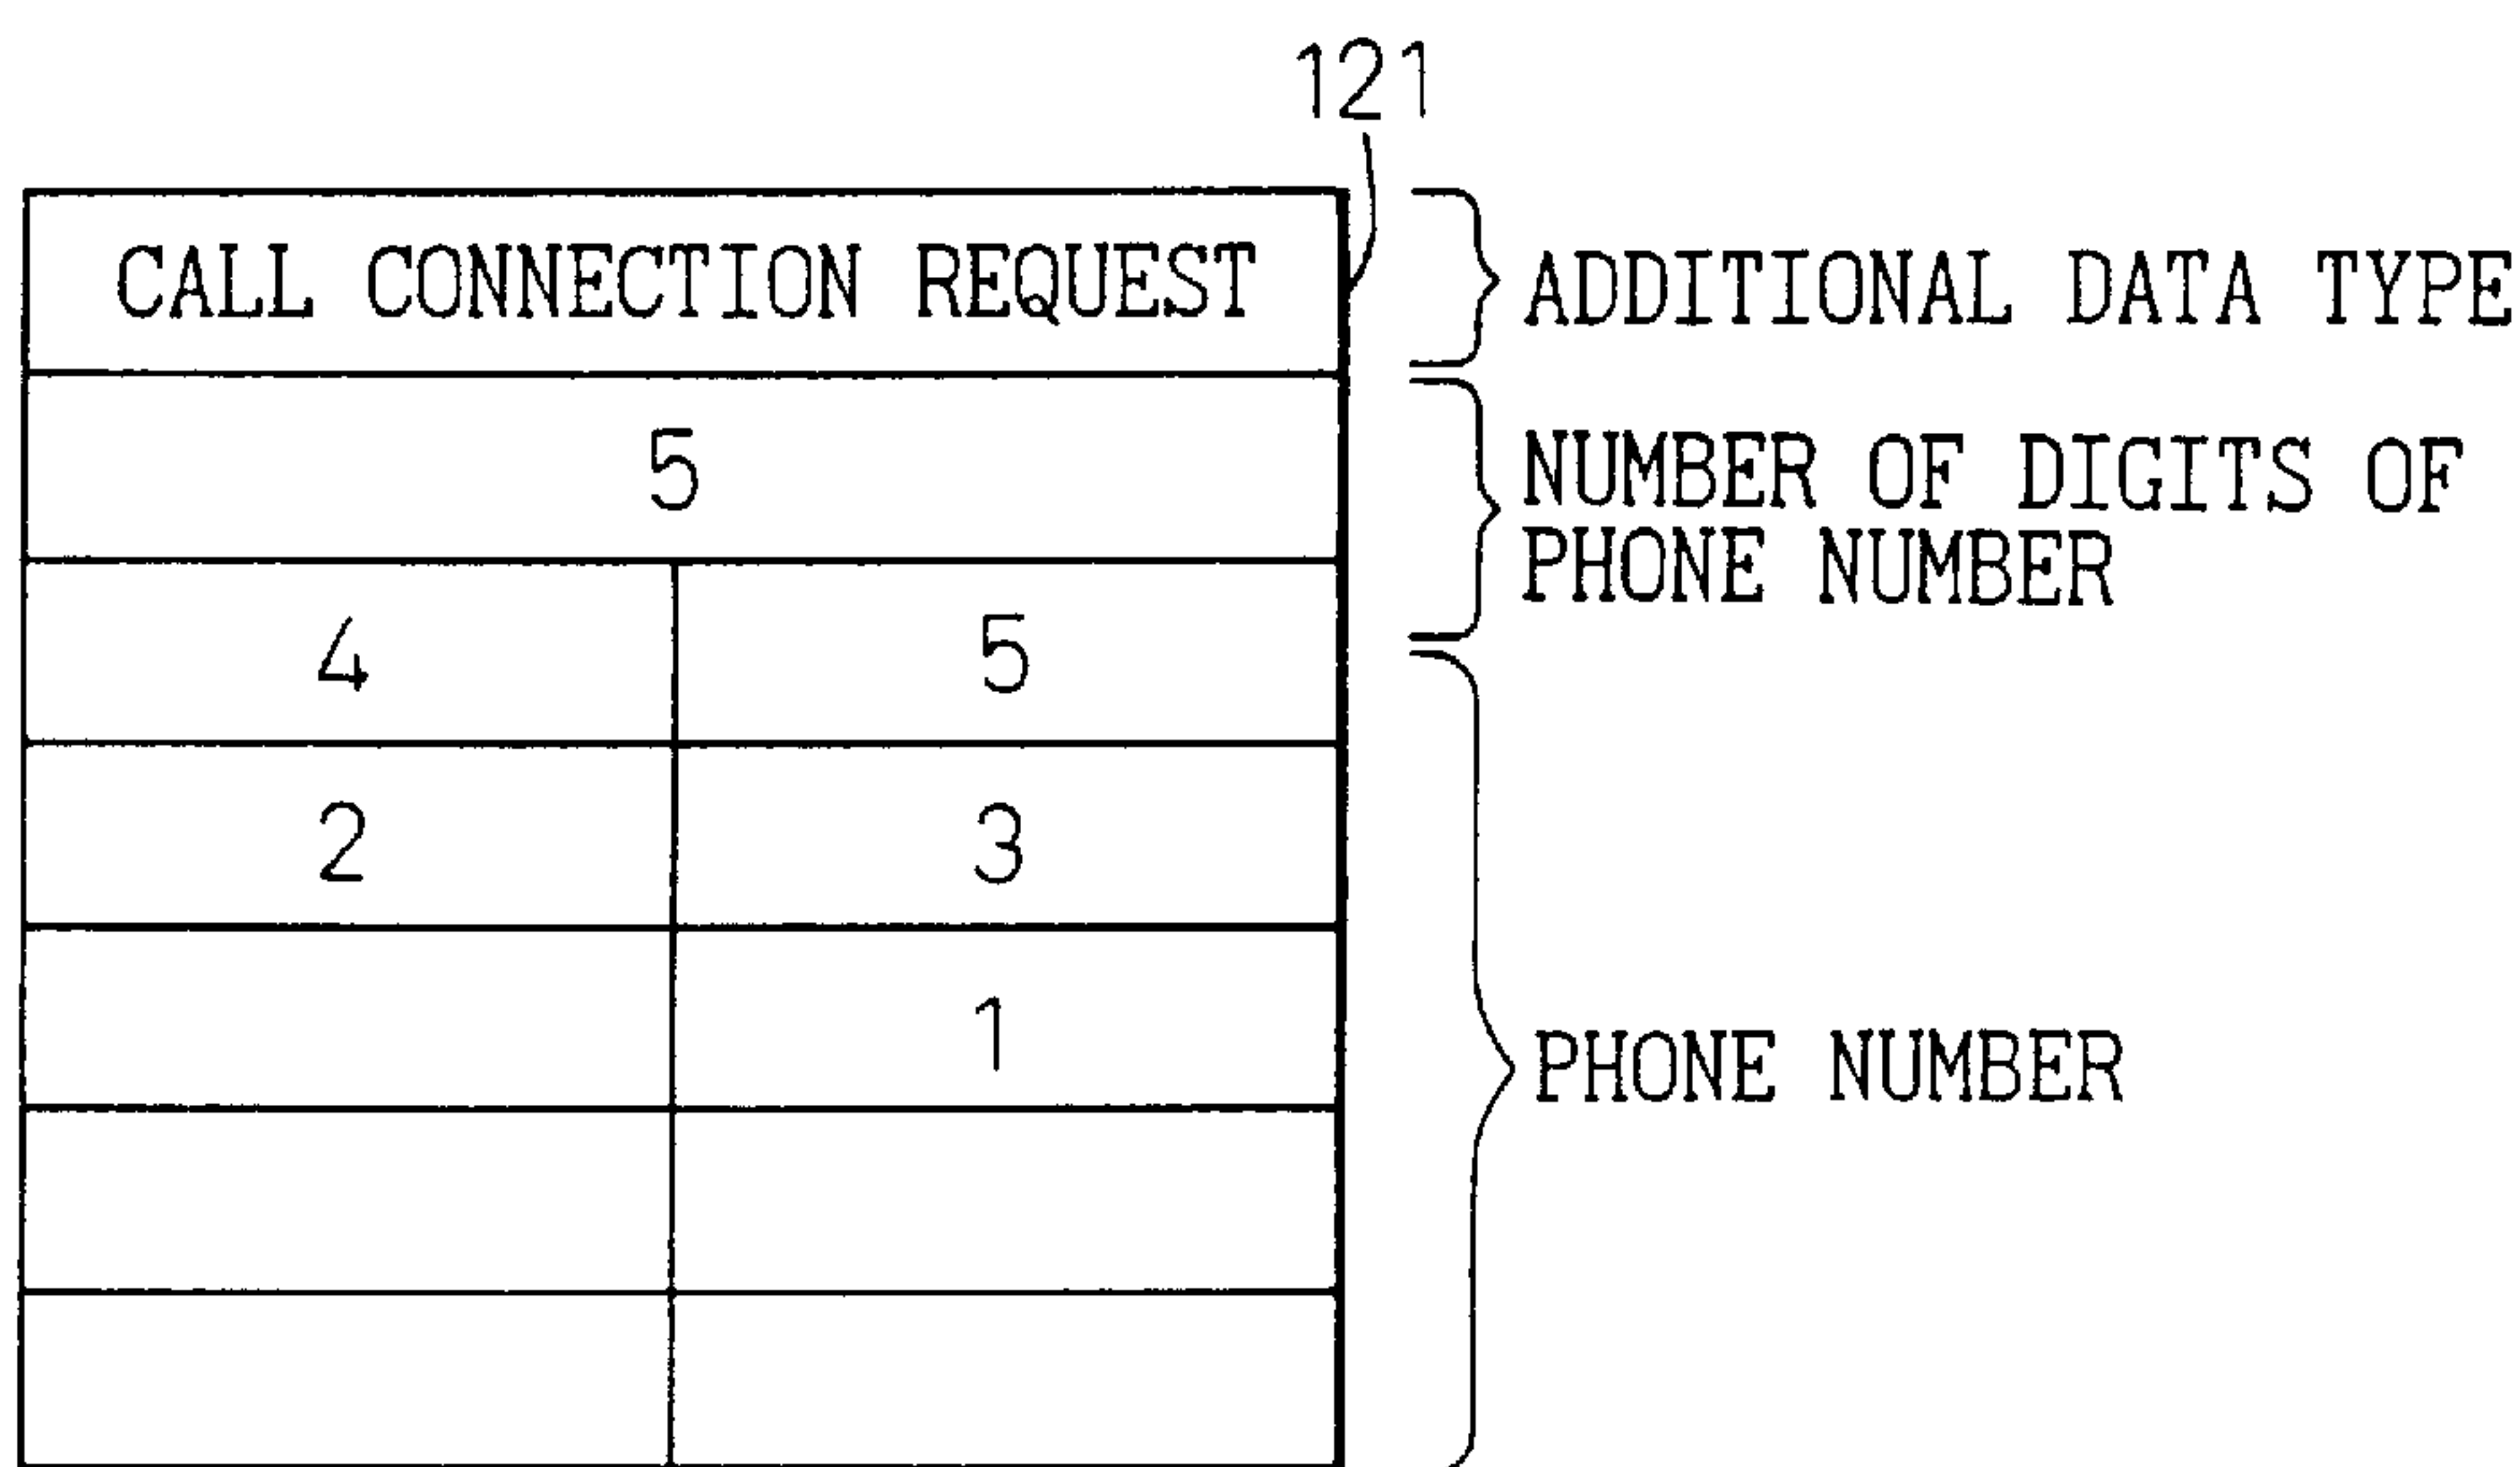 121
CALL CONNECTION REQUEST
ADDITIONAL DATA TYPE
5
NUMBER OF DIGITS OF
PHONE NUMBER
4 5
2 3
1
PHONE NUMBER